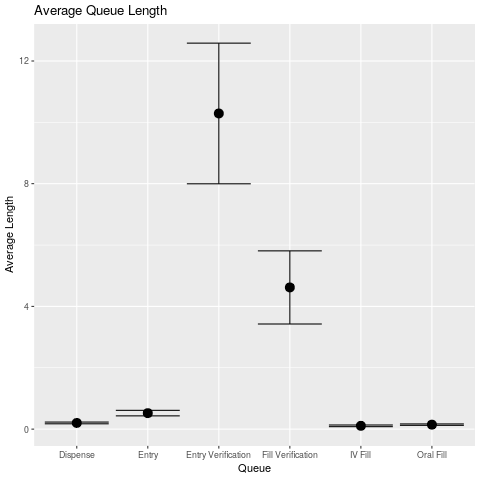 Average Queue Length
12
8
4
0
Average Length
Dispense
Entry
Entry Verification
Fill Verification
IV Fill
Oral Fill
Queue